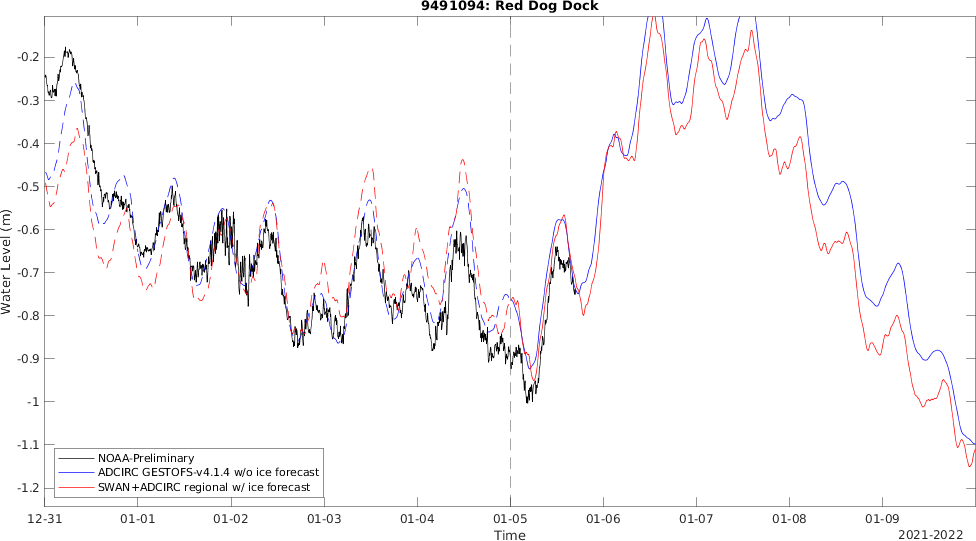 9491094: Red Dog Dock
Water Level (m)
-0.2
-0.3
-0.4
-0.5
-0.6
-0.7
-0.8
-0.9
-1
-1.1
-1.2
NOAA-Preliminary
ADCIRC GESTOFS-v4.1.4 w/o ice forecast
SWAN+ADCIRC regional w/ ice forecast
12-31 01-01 01-02 01-03 01-04 01-05 01-06 01-07 01-08 01-09
Time
2021-2022